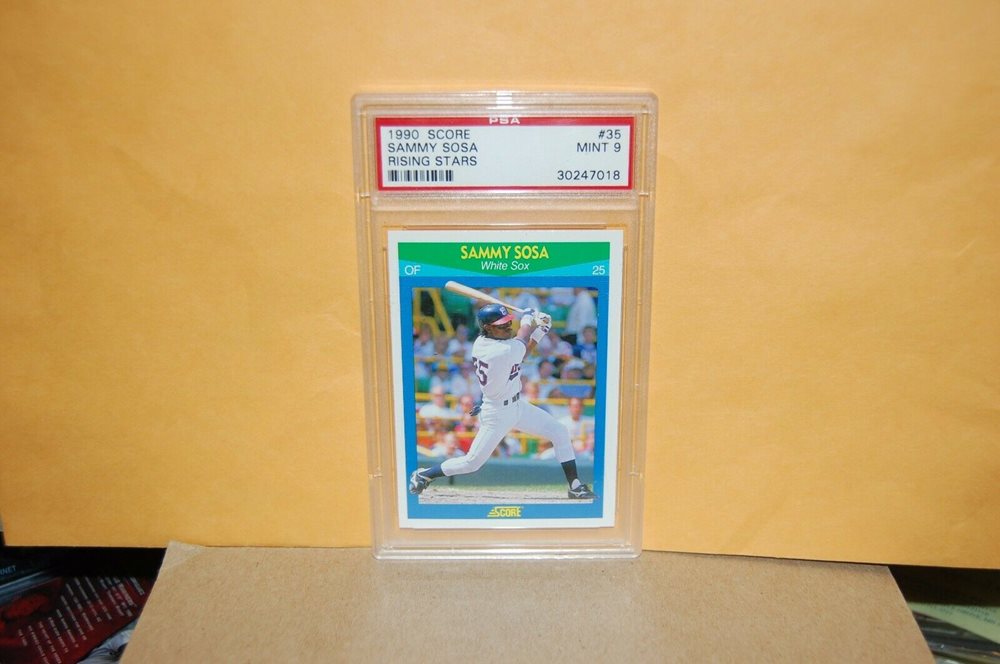 PSA
1990 SCORE #35
SAMMY SOSA MINT 9
RISING STARS
30247018
SAMMY SOSA
White Sox
OF 25
SCORE